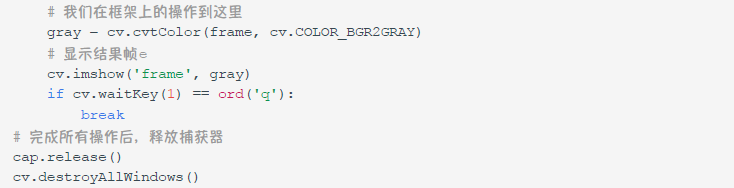 # 我们在框架上的操作到这里
gray = cv.cvtColor(frame, cv.COLOR_BGR2GRAY)
# 显示结果帧e
cv.imshow('frame', gray)
if cv.waitKey(1) == ord('q'):
break
# 完成所有操作后，释放捕获器
cap.release()
cv.destroyAllWindows()